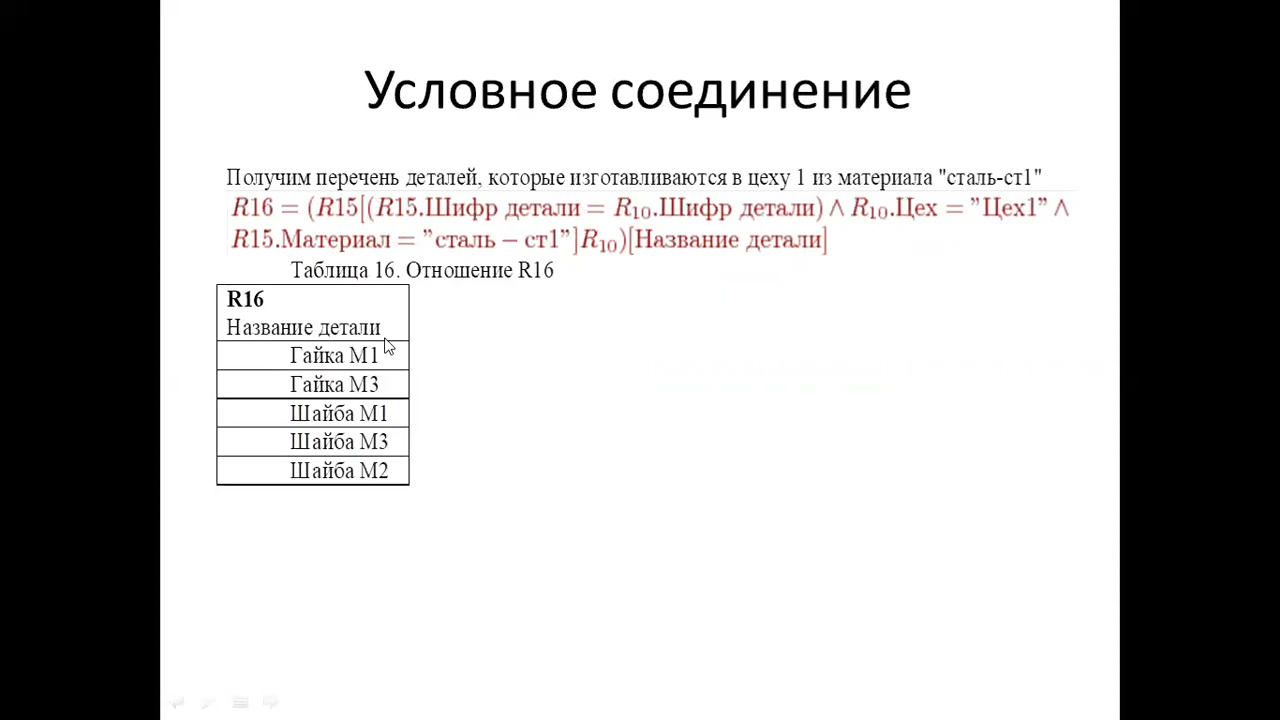 Условное соединение
Получим перечень деталей, которые изготавливаются в цеху 1 из материала "сталь-ст1"
R16 = (R15[(R15.Шифр детали = R₁₀.Шифр детали) ∧ R₁₀.Цех = "Цех1" ∧
R15.Материал = "сталь − ст1"]R₁₀)[Название детали]
Таблица 16. Отношение R16
R16
Название детали
Гайка М1
Гайка М3
Шайба М1
Шайба М3
Шайба М2